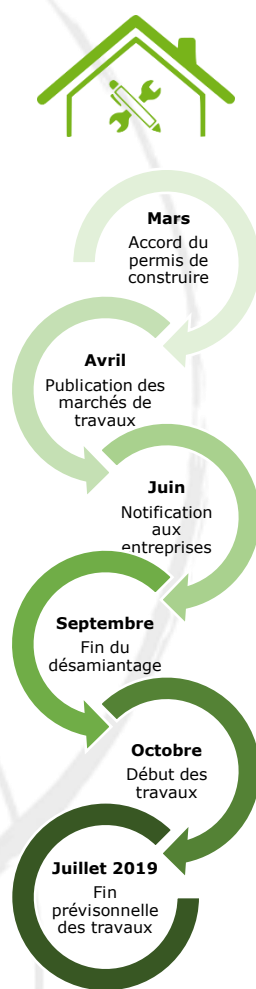 Mars
Accord du
permis de
construire
Avril
Publication des
marchés de
travaux
Juin
Notification
aux
entreprises
Septembre
Fin du
désamiantage
Octobre
Début des
travaux
Juillet 2019
Fin
prévisonnelle
des travaux